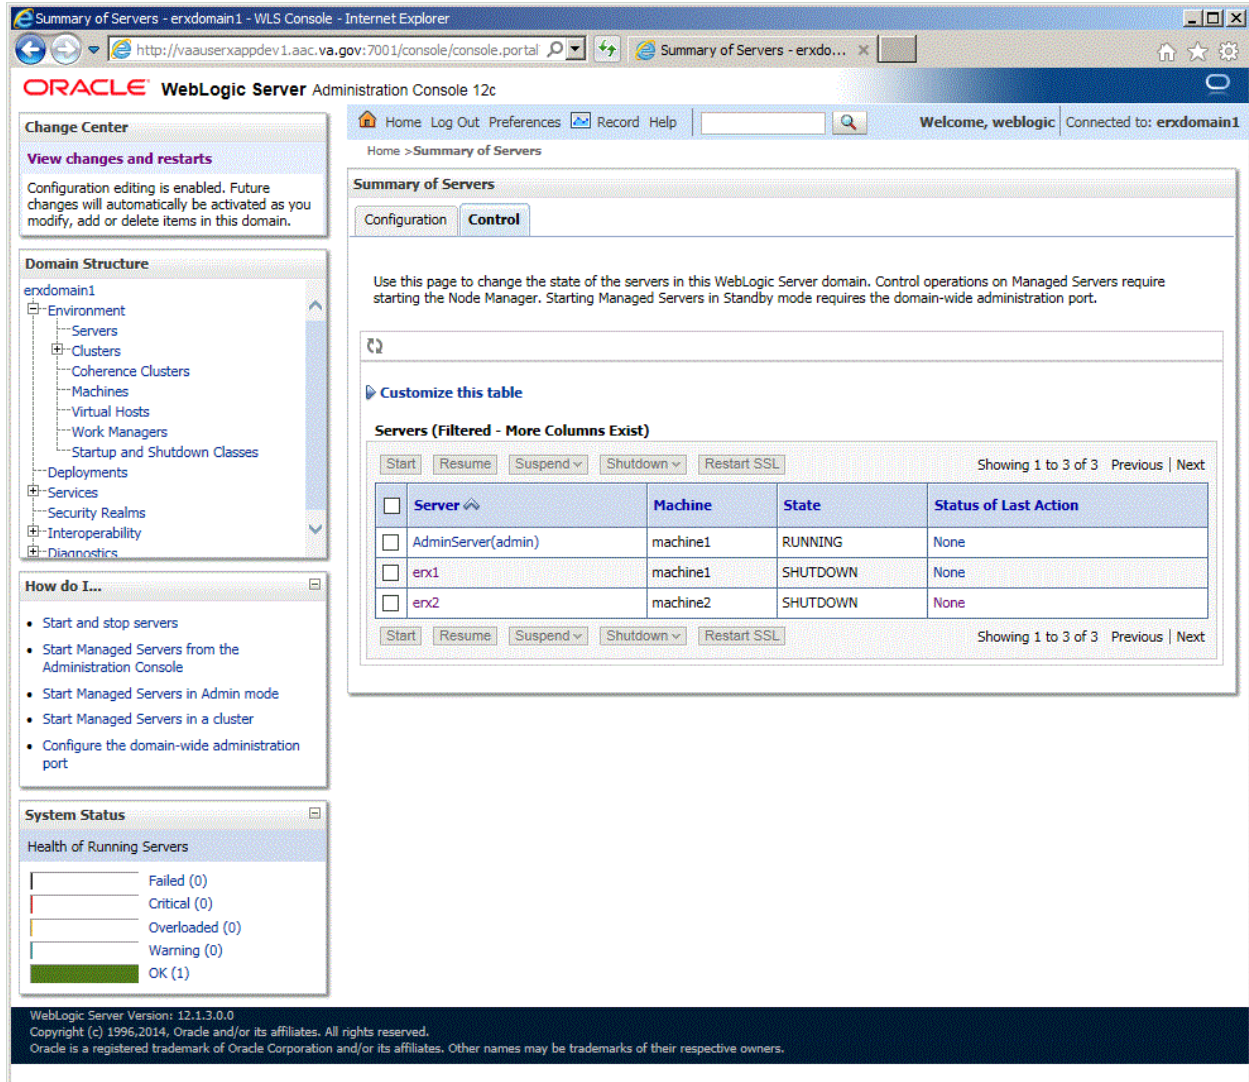 Summary of Servers - erxdomain1 - WLS Console - Internet Explorer
http://vaauserxappdev1.aac.va.gov:7001/console/console.portal
Summary of Servers - erxdo...
ORACLE WebLogic Server Administration Console 12c
Change Center
View changes and restarts
Configuration editing is enabled. Future
changes will automatically be activated as you
modify, add or delete items in this domain.
Domain Structure
erxdomain1
Environment
Servers
Clusters
Coherence Clusters
Machines
Virtual Hosts
Work Managers
Startup and Shutdown Classes
Deployments
Services
Security Realms
Interoperability
Diagnostics
How do I...
Start and stop servers
Start Managed Servers from the
Administration Console
Start Managed Servers in Admin mode
Start Managed Servers in a cluster
Configure the domain-wide administration
port
System Status
Health of Running Servers
Failed (0)
Critical (0)
Overloaded (0)
Warning (0)
OK (1)
Home Log Out Preferences Record Help
Welcome, weblogic Connected to: erxdomain1
Home >Summary of Servers
Summary of Servers
Configuration Control
Use this page to change the state of the servers in this WebLogic Server domain. Control operations on Managed Servers require
starting the Node Manager. Starting Managed Servers in Standby mode requires the domain-wide administration port.
Customize this table
Servers (Filtered - More Columns Exist)
Start Resume Suspend Shutdown Restart SSL Showing 1 to 3 of 3 Previous | Next
Server Machine State Status of Last Action
AdminServer(admin) machine1 RUNNING None
erx1 machine1 SHUTDOWN None
erx2 machine2 SHUTDOWN None
Start Resume Suspend Shutdown Restart SSL Showing 1 to 3 of 3 Previous | Next
WebLogic Server Version: 12.1.3.0.0
Copyright (c) 1996,2014, Oracle and/or its affiliates. All rights reserved.
Oracle is a registered trademark of Oracle Corporation and/or its affiliates. Other names may be trademarks of their respective owners.